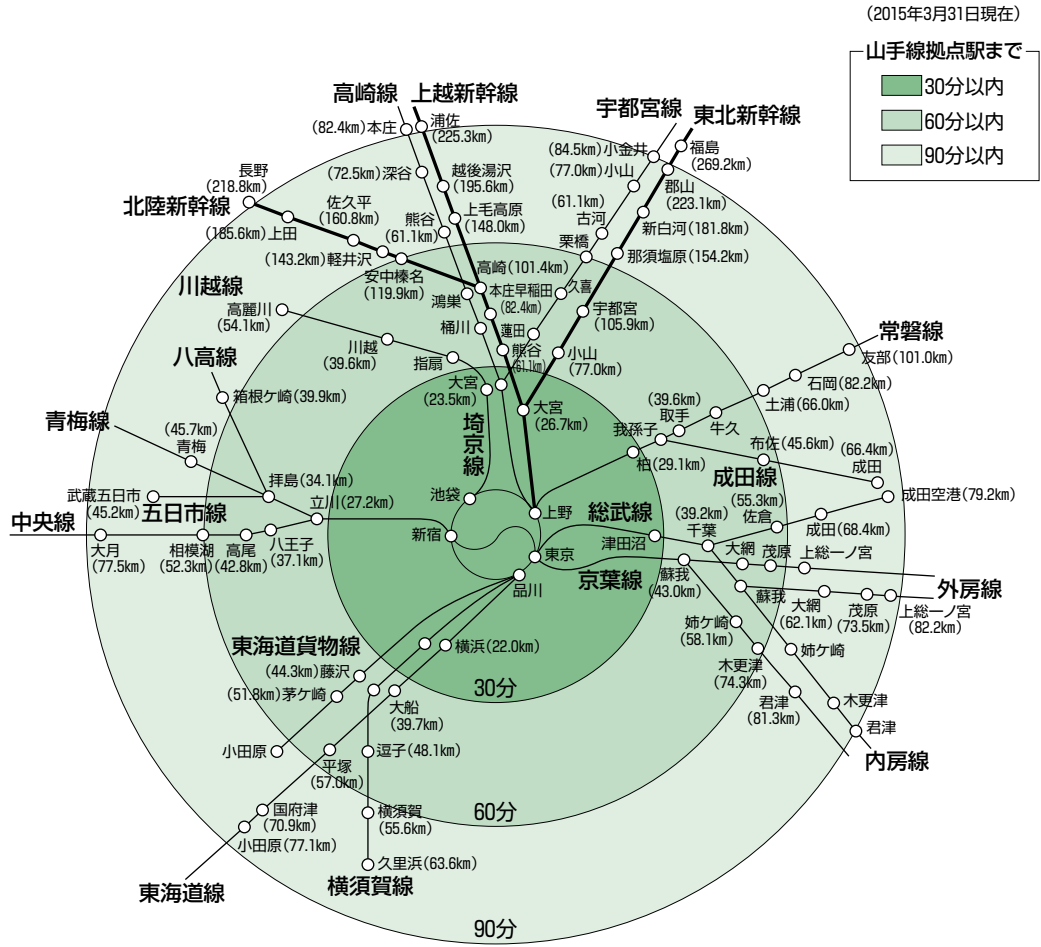 （2015年3月31日現在）
山手線拠点駅まで
30分以内
60分以内
90分以内
高崎線
上越新幹線
宇都宮線
東北新幹線
（82.4km）本庄
浦佐
（225.3km）
（84.5km）小金井
福島
（269.2km）
（72.5km）深谷
越後湯沢
（195.6km）
（77.0km）小山
郡山
（223.1km）
長野
（218.8km）
北陸新幹線
佐久平
（160.8km）
熊谷
（61.1km）
上毛高原
（148.0km）
（61.1km）
古河
新白河（181.8km）
（185.6km）上田
（143.2km）軽井沢
栗橋
那須塩原（154.2km）
安中榛名
（119.9km）
高崎（101.4km）
川越線
高麗川
（54.1km）
鴻巣
本庄早稲田
（82.4km）
久喜
宇都宮
（105.9km）
桶川
蓮田
常磐線
友部（101.0km）
八高線
川越
（39.6km）
指扇
熊谷
（61.1km）
小山
（77.0km）
石岡（82.2km）
土浦（66.0km）
箱根ケ崎（39.9km）
大宮
（23.5km）
大宮
（26.7km）
（39.6km）
取手
牛久
我孫子
青梅線
（45.7km）
青梅
埼京線
柏（29.1km）
布佐（45.6km）
（66.4km）
成田
成田線
拝島（34.1km）
武蔵五日市
（45.2km）
五日市線
立川（27.2km）
池袋
上野
総武線
（55.3km）
佐倉
成田空港（79.2km）
成田（68.4km）
中央線
大月
（77.5km）
相模湖
（52.3km）
高尾
（42.8km）
八王子
（37.1km）
新宿
東京
津田沼
（39.2km）
千葉
大網
茂原
上総一ノ宮
品川
京葉線
蘇我
（43.0km）
蘇我
大網
（62.1km）
茂原
（73.5km）
外房線
上総一ノ宮
（82.2km）
東海道貨物線
横浜（22.0km）
姉ケ崎
（58.1km）
姉ケ崎
（44.3km）藤沢
（51.8km）茅ケ崎
30分
木更津
（74.3km）
大船
（39.7km）
君津
（81.3km）
木更津
君津
小田原
逗子（48.1km）
内房線
平塚
（57.0km）
国府津
（70.9km）
横須賀
（55.6km）
60分
小田原（77.1km）
久里浜（63.6km）
東海道線
横須賀線
90分